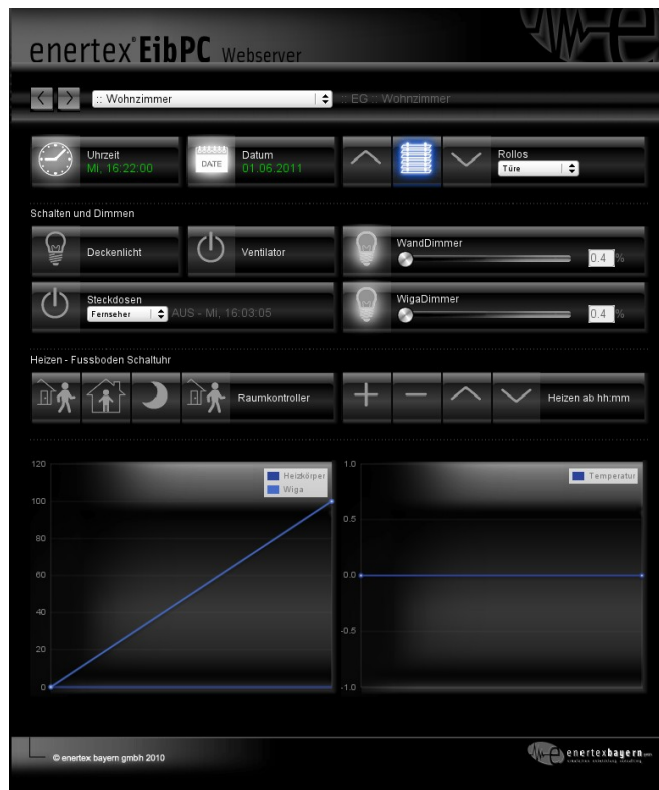 enertex® EibPC Webserver
:: Wohnzimmer
:: EG :: Wohnzimmer
Uhrzeit
MI, 16:22:00
DATE
Datum
01.06.2011
Rollos
Türe
Schalten und Dimmen
Deckenlicht
Ventilator
WandDimmer
0.4 %
Steckdosen
Fernseher
AUS - MI, 16:03:05
WigaDimmer
0.4 %
Heizen - Fussboden Schaltuhr
Raumkontroller
Heizen ab hh:mm
120
100
80
60
40
20
0
Heizkörper
Wiga
1.0
0.5
0.0
-0.5
-1.0
Temperatur
© enertex bayern gmbh 2010
enertexbayern